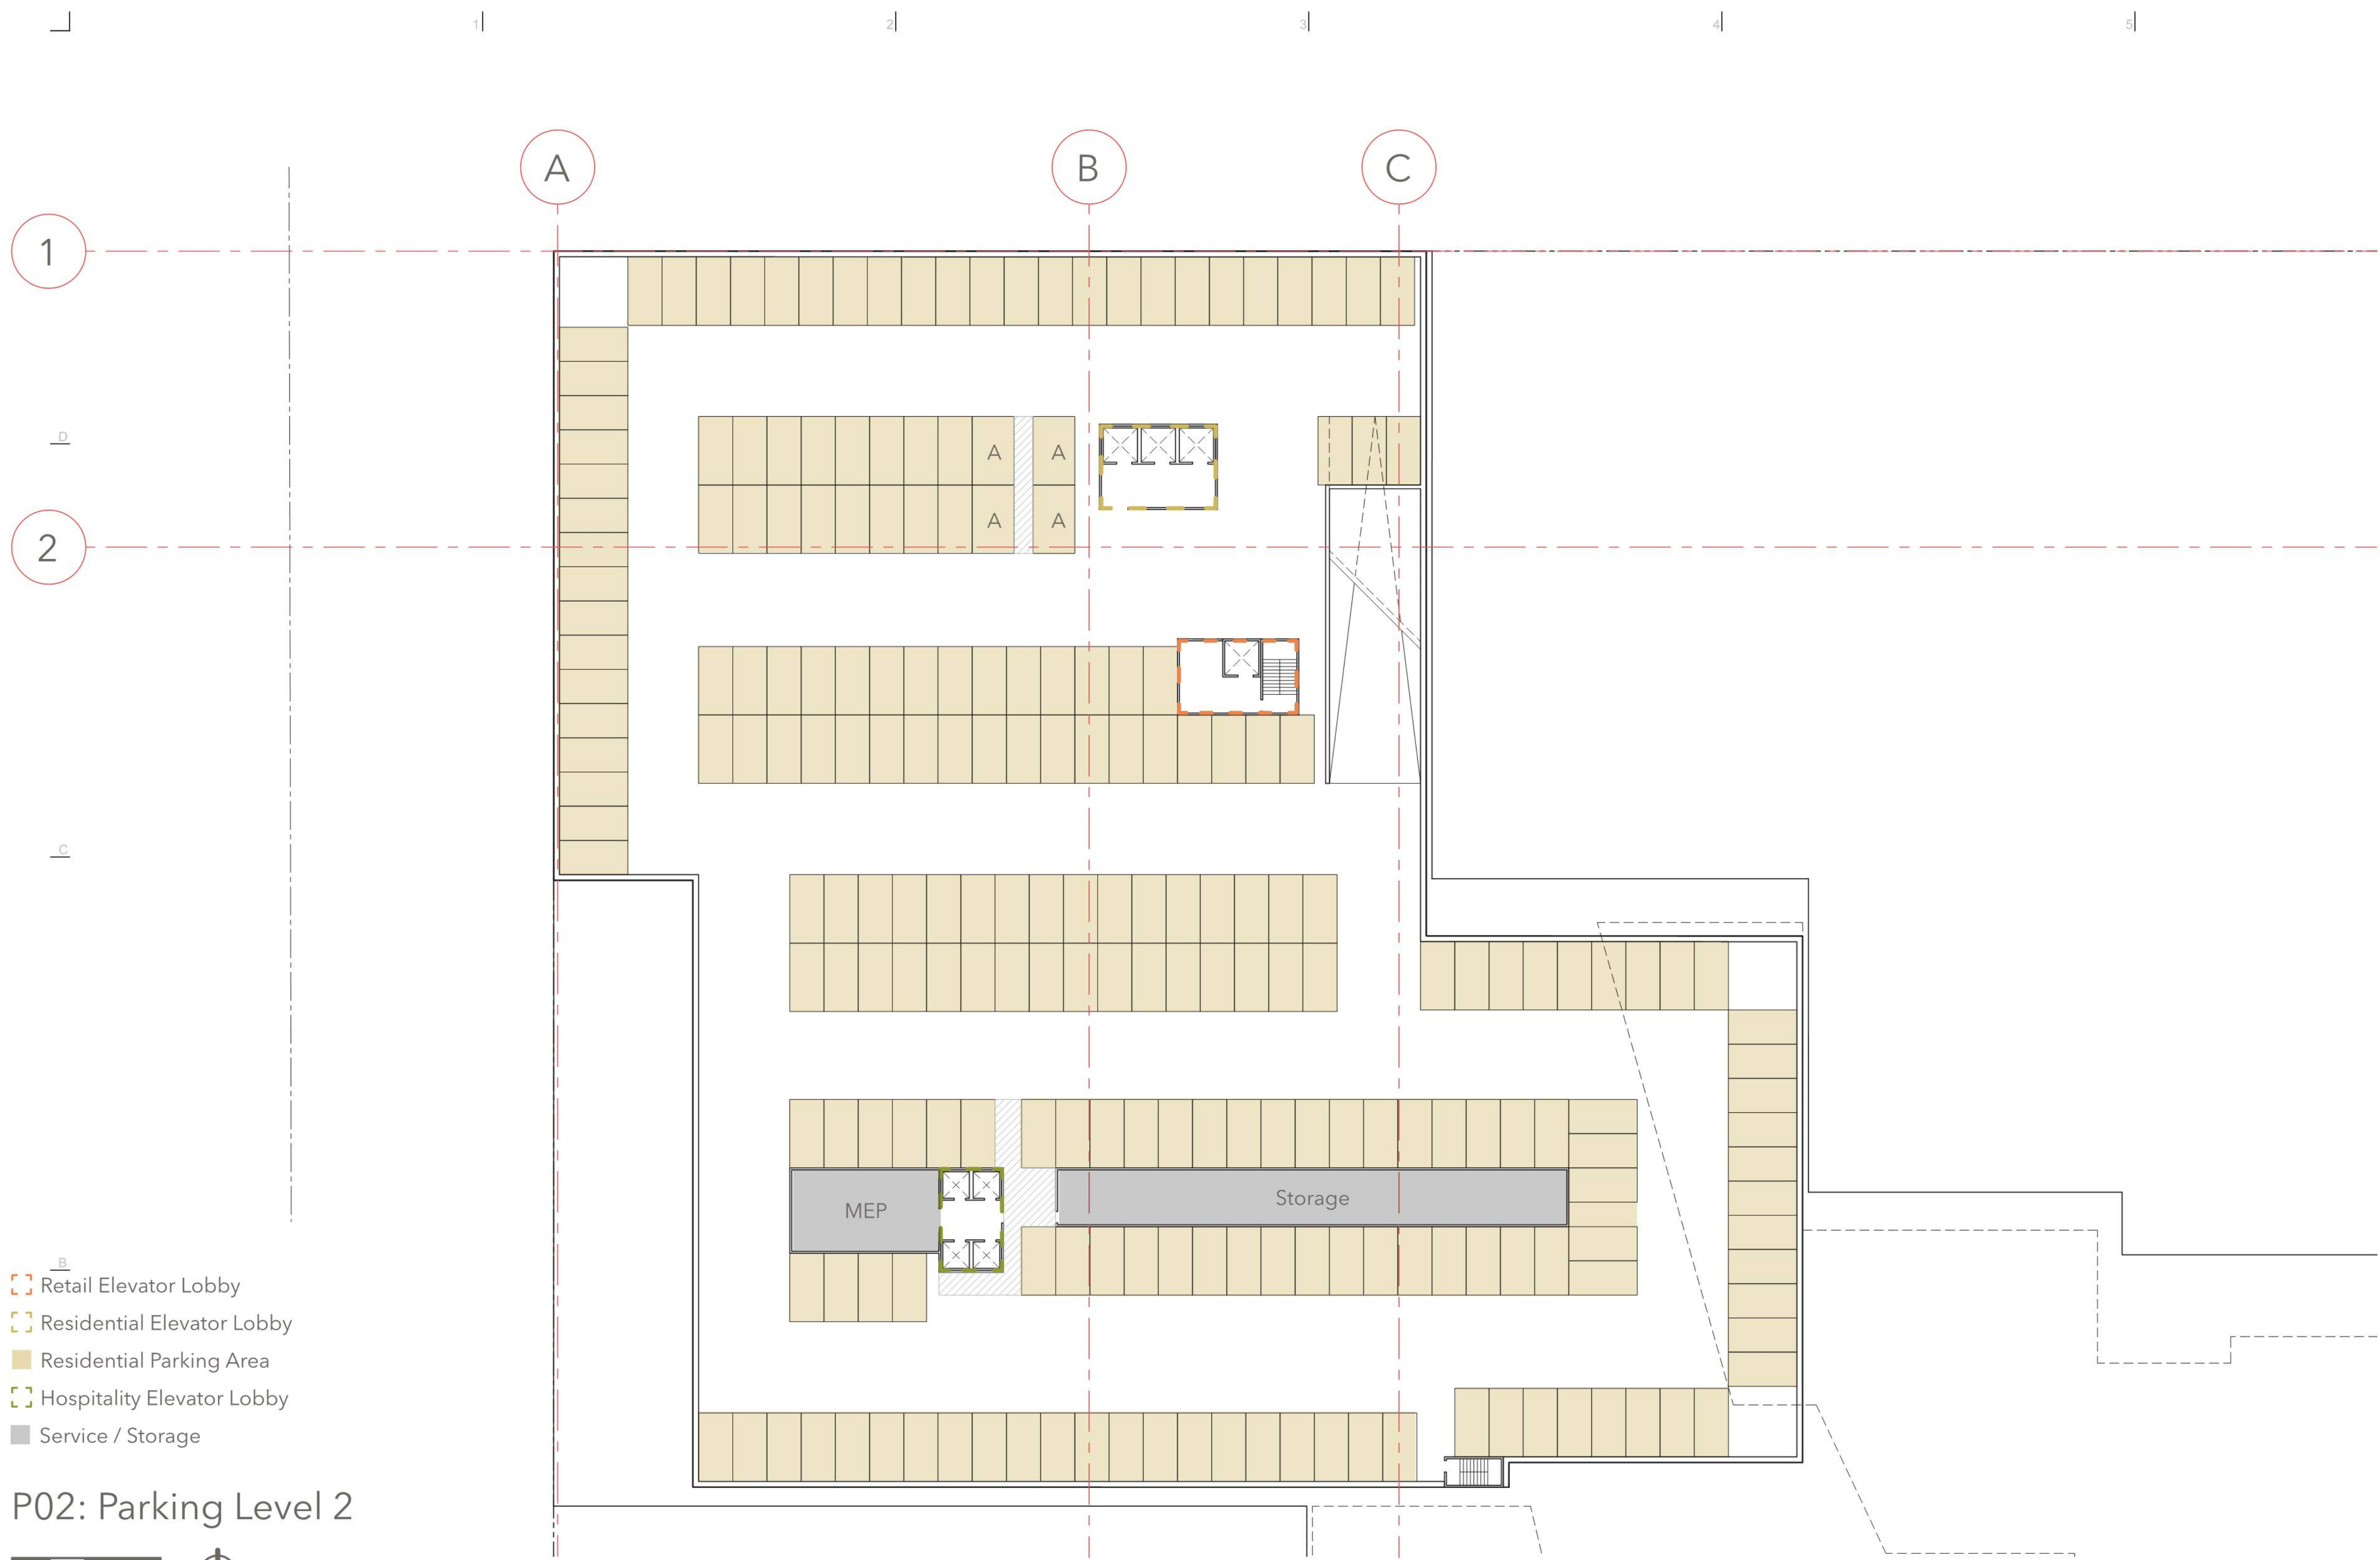 1 2 3 4 5
A B C
1
D
A A
A A
2
C
MEP Storage
B
Retail Elevator Lobby
Residential Elevator Lobby
Residential Parking Area
Hospitality Elevator Lobby
Service / Storage
P02: Parking Level 2